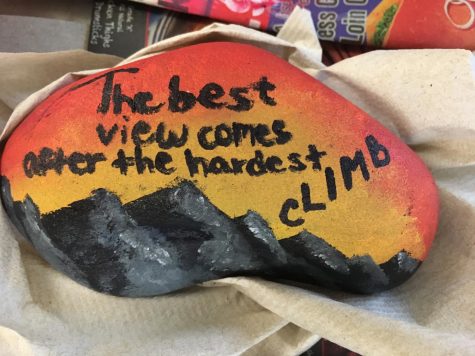 The best
view comes
after the hardest
CLIMB